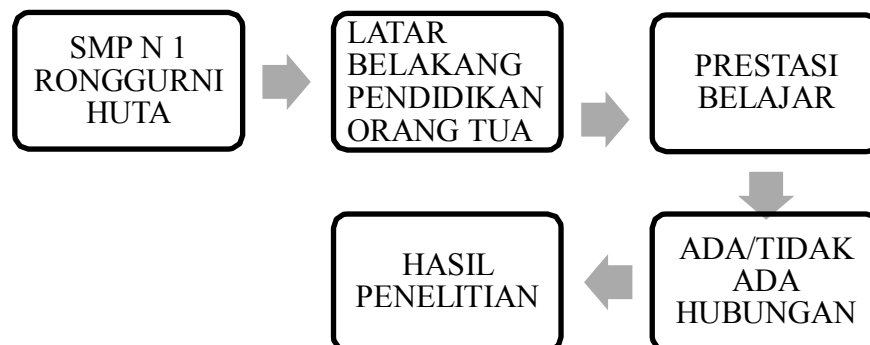 SMP N 1
RONGGURNI
HUTA
LATAR
BELAKANG
PENDIDIKAN
ORANG TUA
PRESTASI
BELAJAR
ADA/TIDAK
ADA
HUBUNGAN
HASIL
PENELITIAN